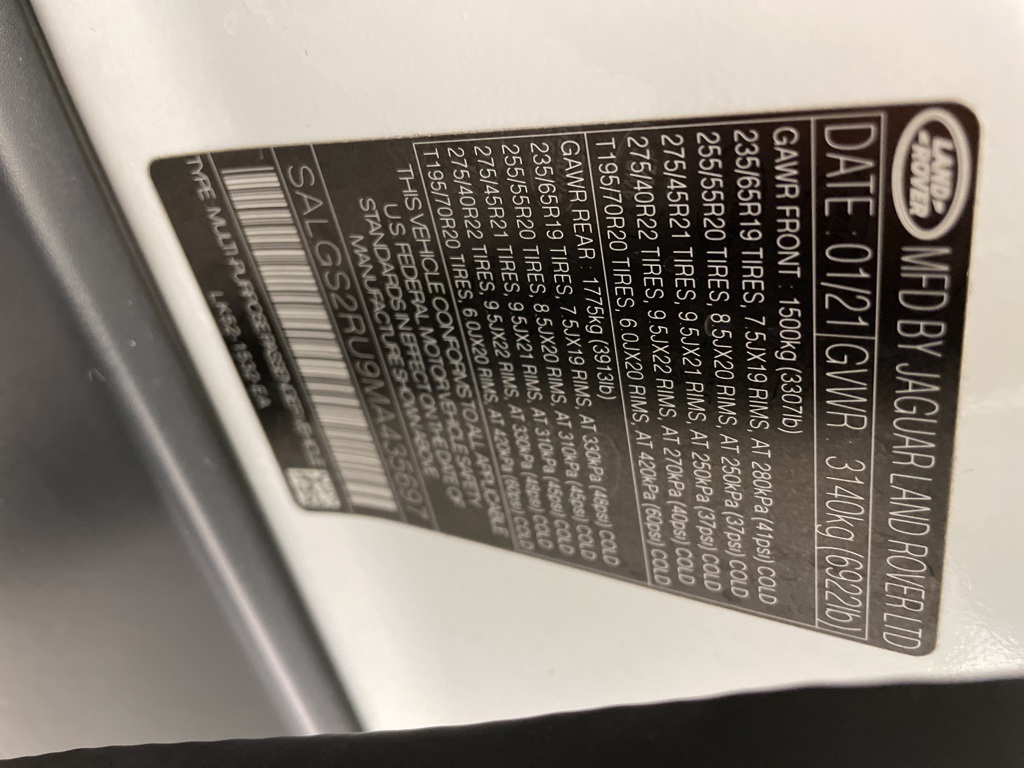 LAND ROVER MFD BY JAGUAR LAND ROVER LTD
DATE : 01/21 GVWR : 3140kg (6922lb)
GAWR FRONT : 1500kg (3307lb)
235/65R19 TIRES, 7.5JX19 RIMS, AT 280kPa (41psi) COLD
255/55R20 TIRES, 8.5JX20 RIMS, AT 250kPa (37psi) COLD
275/45R21 TIRES, 9.5JX21 RIMS, AT 250kPa (37psi) COLD
275/40R22 TIRES, 9.5JX22 RIMS, AT 270kPa (40psi) COLD
T195/70R20 TIRES, 6.0JX20 RIMS, AT 420kPa (60psi) COLD
GAWR REAR : 1775kg (3913lb)
235/65R19 TIRES, 7.5JX19 RIMS, AT 330kPa (48psi) COLD
255/55R20 TIRES, 8.5JX20 RIMS, AT 310kPa (45psi) COLD
275/45R21 TIRES, 9.5JX21 RIMS, AT 310kPa (45psi) COLD
275/40R22 TIRES, 9.5JX22 RIMS, AT 330kPa (48psi) COLD
T195/70R20 TIRES, 6.0JX20 RIMS, AT 420kPa (60psi) COLD
THIS VEHICLE CONFORMS TO ALL APPLICABLE
U.S FEDERAL MOTOR VEHICLE SAFETY
STANDARDS IN EFFECT ON THE DATE OF
MANUFACTURE SHOWN ABOVE
SALGS2RU9MA435697
TYPE: MULTI PURPOSE PASSENGER VEHICLE